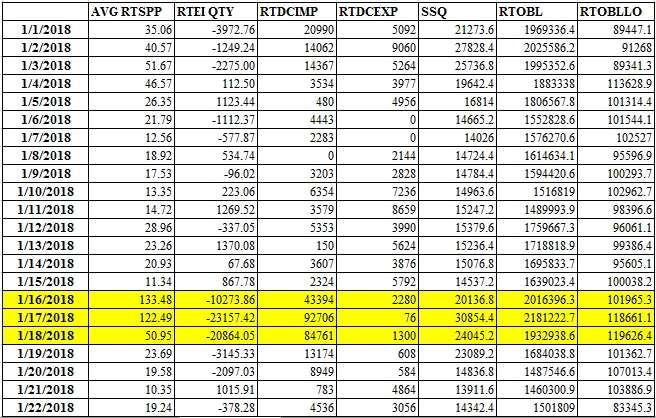 AVG RTSPP RTEI QTY RTDCIMP RTDCEXP SSQ RTOBL RTOBLLO
1/1/2018 35.06 -3972.76 20990 5092 21273.6 1969336.4 89447.1
1/2/2018 40.57 -1249.24 14062 9060 27828.4 2025586.2 91268
1/3/2018 51.67 -2275.00 14367 5264 25736.8 1995352.6 89341.3
1/4/2018 46.57 112.50 3534 3977 19642.4 1883338 113628.9
1/5/2018 26.35 1123.44 480 4956 16814 1806567.8 101314.4
1/6/2018 21.79 -1112.37 4443 0 14665.2 1552828.6 101544.1
1/7/2018 12.56 -577.87 2283 0 14026 1576270.6 102527
1/8/2018 18.92 534.74 0 2144 14724.4 1614634.1 95596.9
1/9/2018 17.53 -96.02 3203 2828 14784.4 1594420.6 100293.7
1/10/2018 13.35 223.06 6354 7236 14963.6 1516819 102962.7
1/11/2018 14.72 1269.52 3579 8659 15247.2 1489993.9 98396.6
1/12/2018 28.96 -337.05 5353 3990 15379.6 1759667.3 96061.1
1/13/2018 23.26 1370.08 150 5624 15236.4 1718818.9 99386.4
1/14/2018 20.93 67.68 3607 3876 15076.8 1695833.7 95605.1
1/15/2018 11.34 867.78 2324 5792 14537.2 1639023.4 100038.2
1/16/2018 133.48 -10273.86 43394 2280 20136.8 2016396.3 101965.3
1/17/2018 122.49 -23157.42 92706 76 30854.4 2181222.7 118661.1
1/18/2018 50.95 -20864.05 84761 1300 24045.2 1932938.6 119626.4
1/19/2018 23.69 -3145.33 13174 608 23089.2 1684038.8 101362.7
1/20/2018 19.58 -2097.03 8949 584 14836.8 1487546.6 107013.4
1/21/2018 10.35 1015.91 783 4864 13911.6 1460300.9 103886.9
1/22/2018 19.24 -378.28 4536 3056 14342.4 1501809 83345.3